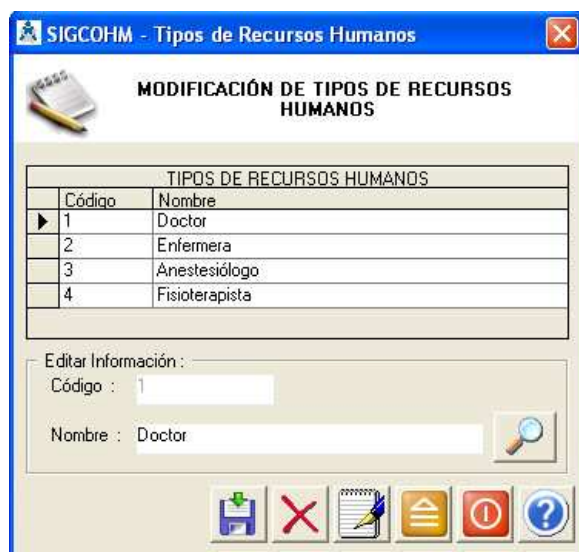 SIGCOHM - Tipos de Recursos Humanos
MODIFICACIÓN DE TIPOS DE RECURSOS
HUMANOS
TIPOS DE RECURSOS HUMANOS
Código Nombre
1 Doctor
2 Enfermera
3 Anestesiólogo
4 Fisioterapista
Editar Información :
Código : 1
Nombre : Doctor